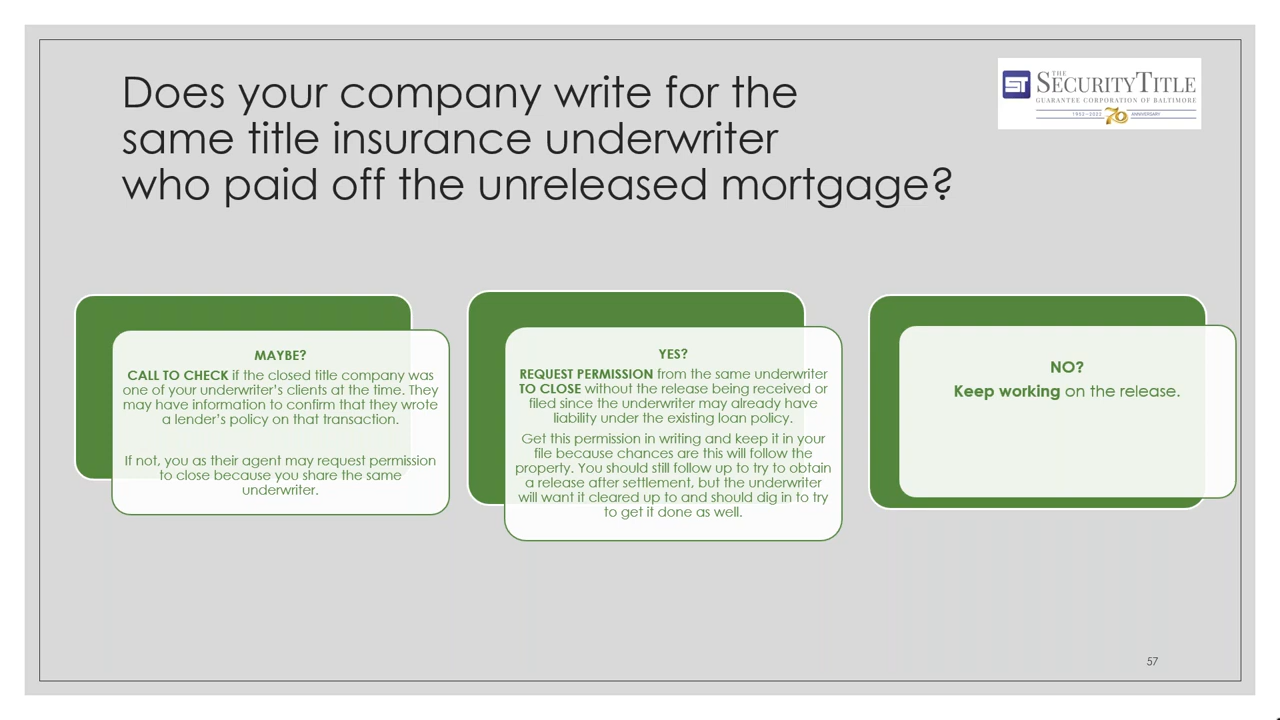 Does your company write for the
same title insurance underwriter
who paid off the unreleased mortgage?
THE
ST SECURITY TITLE
GUARANTEE CORPORATION OF BALTIMORE
1952-2022 70 ANNIVERSARY
MAYBE?
CALL TO CHECK if the closed title company was
one of your underwriter's clients at the time. They
may have information to confirm that they wrote
a lender's policy on that transaction.
If not, you as their agent may request permission
to close because you share the same
underwriter.
YES?
REQUEST PERMISSION from the same underwriter
TO CLOSE without the release being received or
filed since the underwriter may already have
liability under the existing loan policy.
Get this permission in writing and keep it in your
file because chances are this will follow the
property. You should still follow up to try to obtain
a release after settlement, but the underwriter
will want it cleared up to and should dig in to try
to get it done as well.
NO?
Keep working on the release.
57